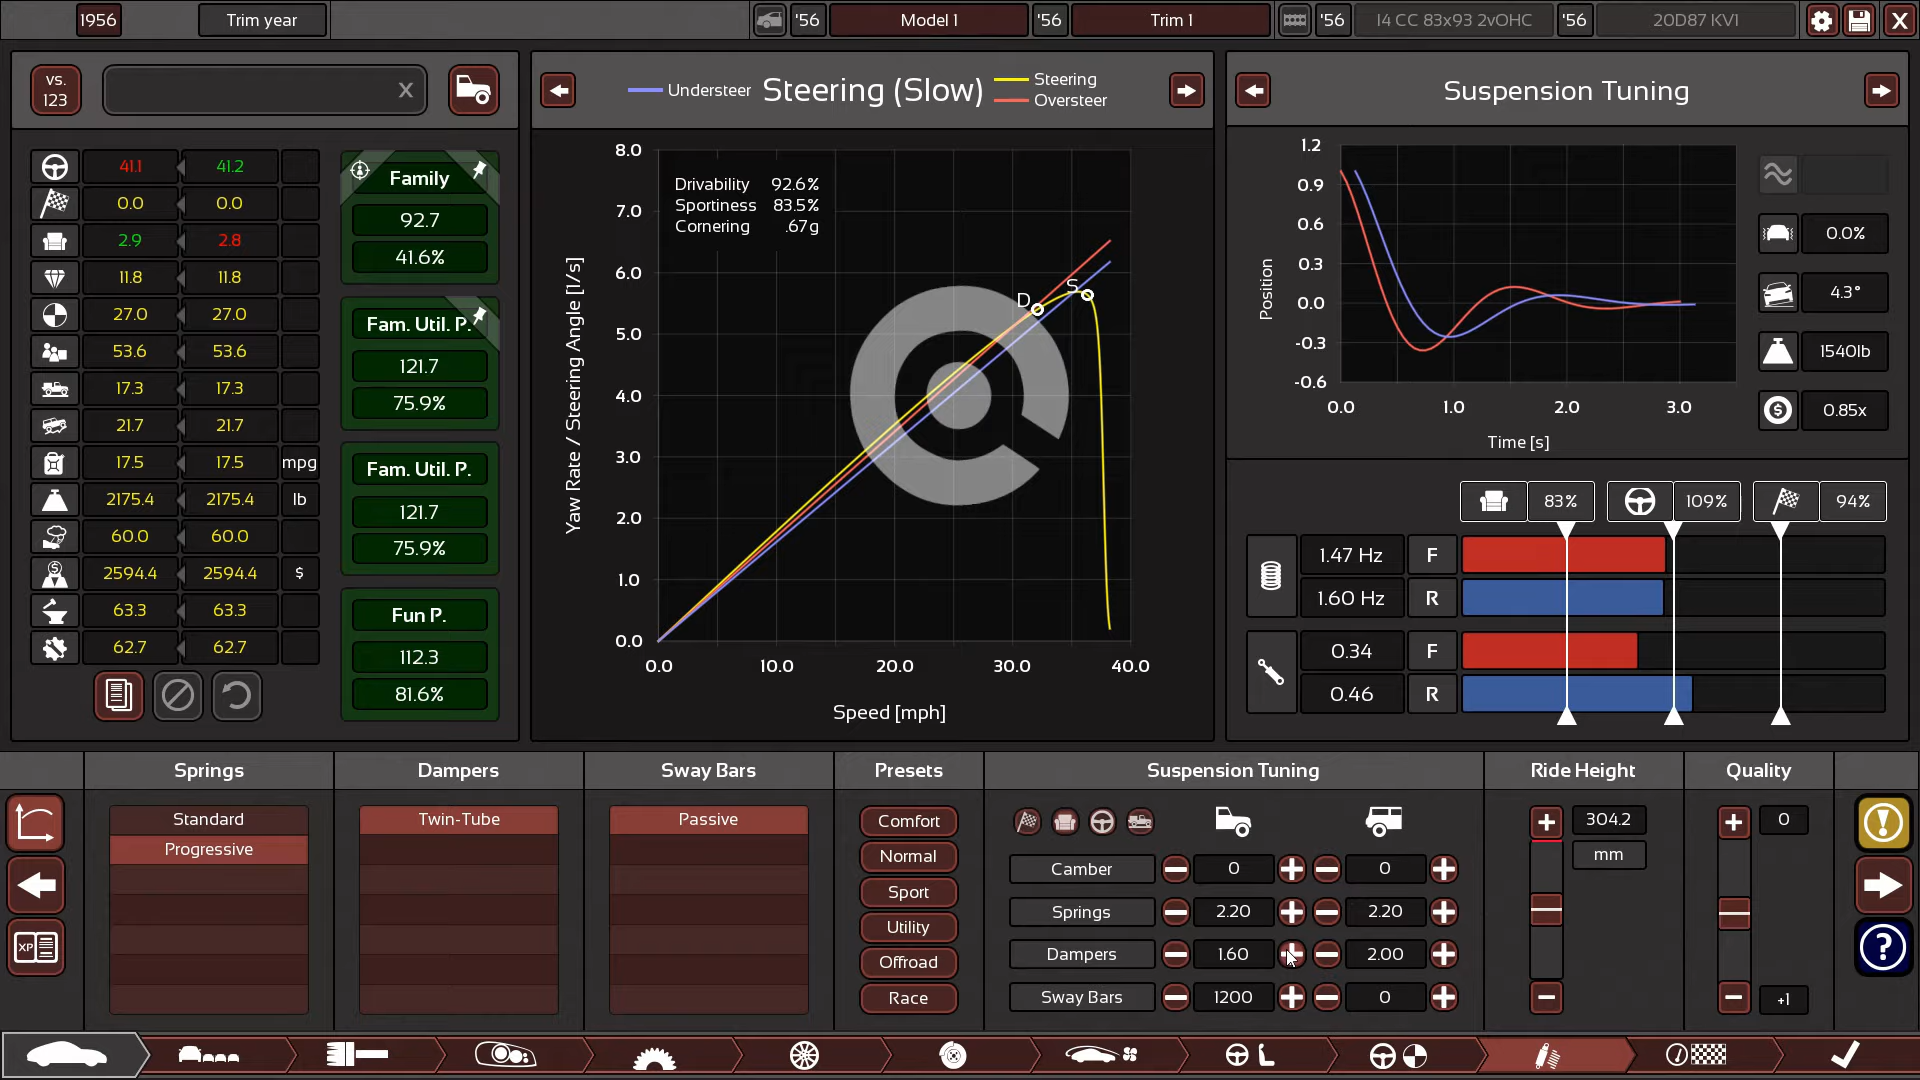 1956
Trim year
'56
Model 1
'56
Trim 1
'56
I4 CC 83x93 2vOHC
'56
20D87 KV1
X
vs.
123
X
41.1 41.2
0.0 0.0
2.9 2.8
11.8 11.8
27.0 27.0
53.6 53.6
17.3 17.3
21.7 21.7
17.5 17.5 mpg
2175.4 2175.4 lb
60.0 60.0
2594.4 2594.4 $
63.3 63.3
62.7 62.7
Family
92.7
41.6%
Fam. Util. P.
121.7
75.9%
Fam. Util. P.
121.7
75.9%
Fun P.
112.3
81.6%
Understeer
Steering (Slow)
Steering
Oversteer
Drivability 92.6%
Sportiness 83.5%
Cornering .67g
8.0
7.0
6.0
5.0
4.0
3.0
2.0
1.0
0.0
D
S
Yaw Rate / Steering Angle [1/s]
0.0 10.0 20.0 30.0 40.0
Speed [mph]
Suspension Tuning
1.2
0.9
0.6
0.3
0.0
-0.3
-0.6
Position
0.0 1.0 2.0 3.0
Time [s]
0.0%
4.3°
1540lb
$ 0.85x
83% 109% 94%
1.47 Hz F
1.60 Hz R
0.34 F
0.46 R
Springs
Standard
Progressive
Dampers
Twin-Tube
Sway Bars
Passive
Presets
Comfort
Normal
Sport
Utility
Offroad
Race
Suspension Tuning
Camber - 0 + - 0 +
Springs - 2.20 + - 2.20 +
Dampers - 1.60 + - 2.00 +
Sway Bars - 1200 + - 0 +
Ride Height
+ 304.2
mm
-
Quality
+ 0
- +1
XP
!
?